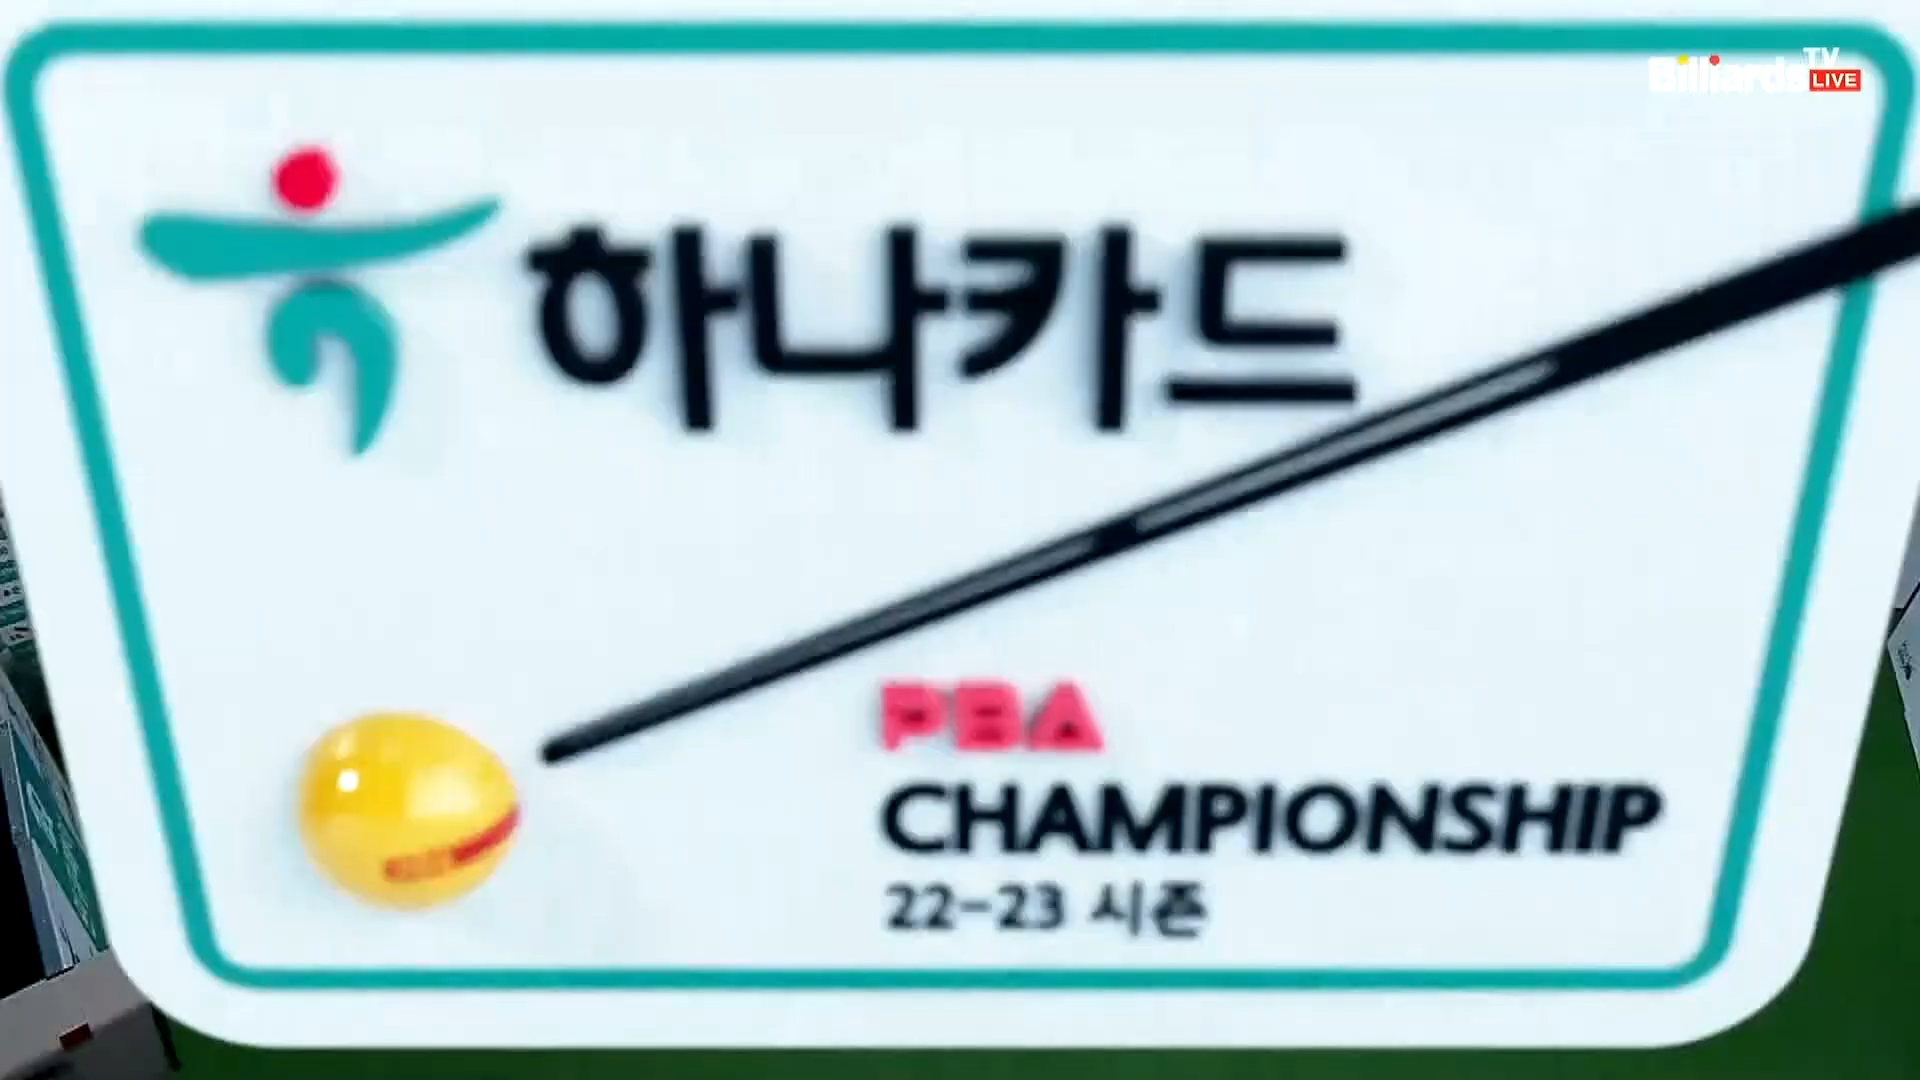 Billiards TV
LIVE
하나카드
PBA
CHAMPIONSHIP
22-23 시즌